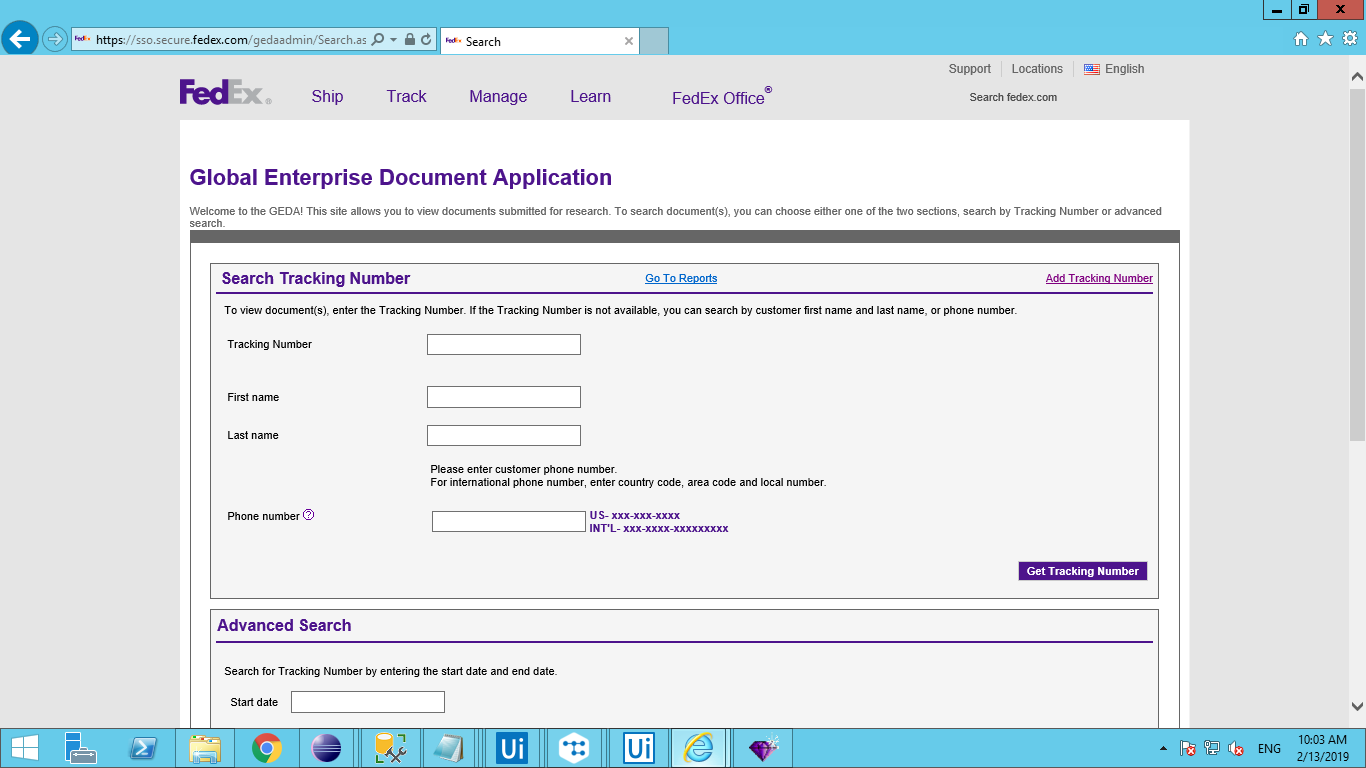 https://sso.secure.fedex.com/gedaadmin/Search.as
Search
Support
Locations
English
FedEx®
Ship
Track
Manage
Learn
FedEx Office®
Search fedex.com
Global Enterprise Document Application
Welcome to the GEDA! This site allows you to view documents submitted for research. To search document(s), you can choose either one of the two sections, search by Tracking Number or advanced
search.
Search Tracking Number
Go To Reports
Add Tracking Number
To view document(s), enter the Tracking Number. If the Tracking Number is not available, you can search by customer first name and last name, or phone number.
Tracking Number
First name
Last name
Please enter customer phone number.
For international phone number, enter country code, area code and local number.
Phone number ?
US- xxx-xxx-xxxx
INT'L- xxx-xxxx-xxxxxxxxx
Get Tracking Number
Advanced Search
Search for Tracking Number by entering the start date and end date.
Start date
Ui
Ui
ENG
10:03 AM
2/13/2019